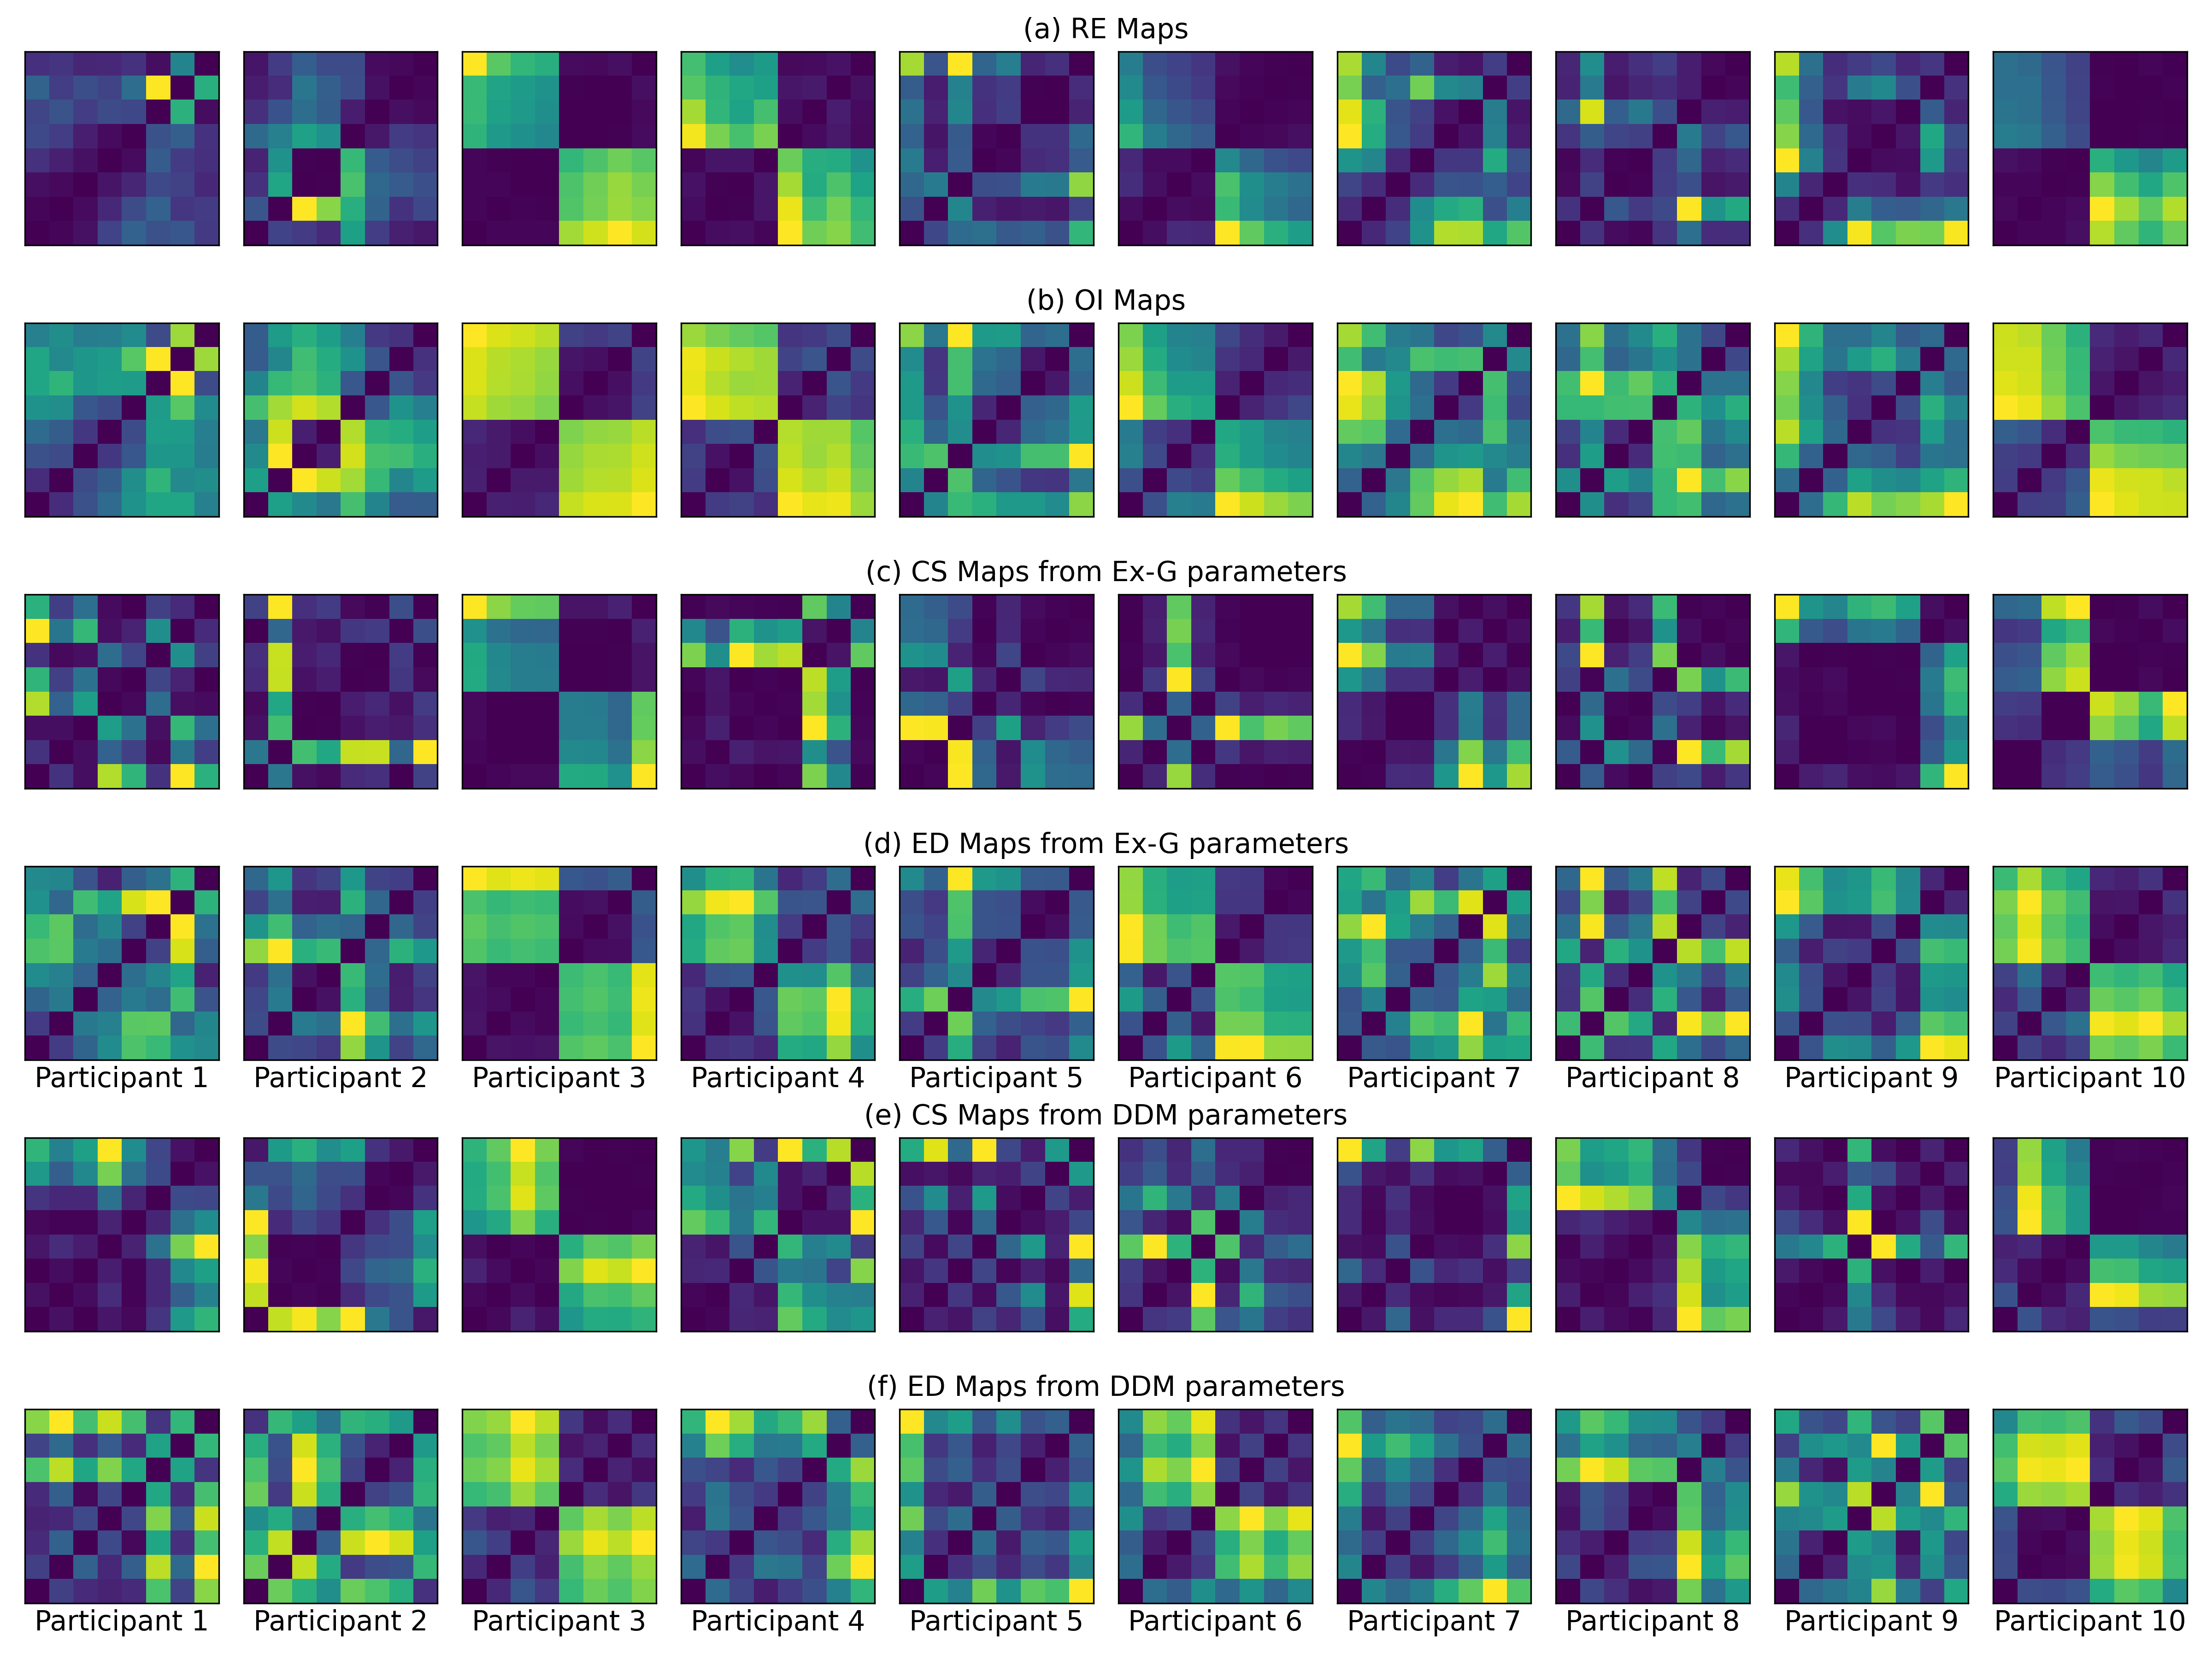 (a) RE Maps
(b) OI Maps
(c) CS Maps from Ex-G parameters
(d) ED Maps from Ex-G parameters
Participant 1 Participant 2 Participant 3 Participant 4 Participant 5 Participant 6 Participant 7 Participant 8 Participant 9 Participant 10
(e) CS Maps from DDM parameters
(f) ED Maps from DDM parameters
Participant 1 Participant 2 Participant 3 Participant 4 Participant 5 Participant 6 Participant 7 Participant 8 Participant 9 Participant 10